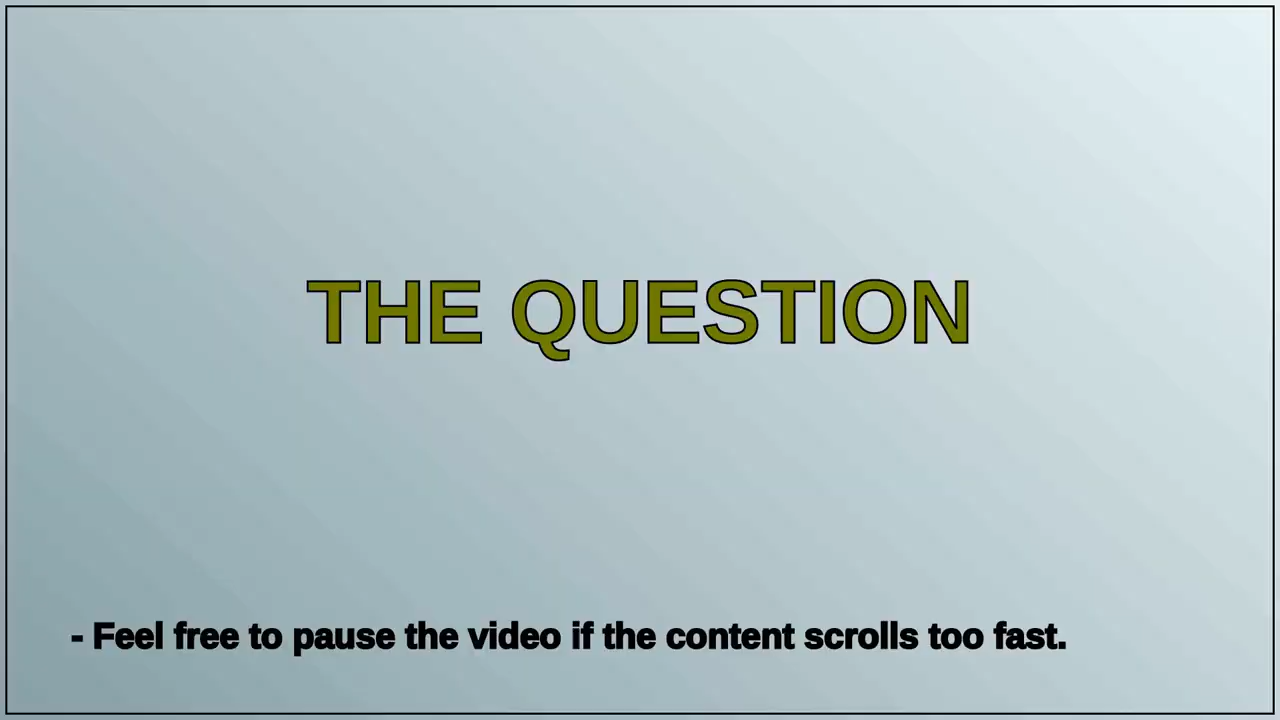 THE QUESTION
- Feel free to pause the video if the content scrolls too fast.